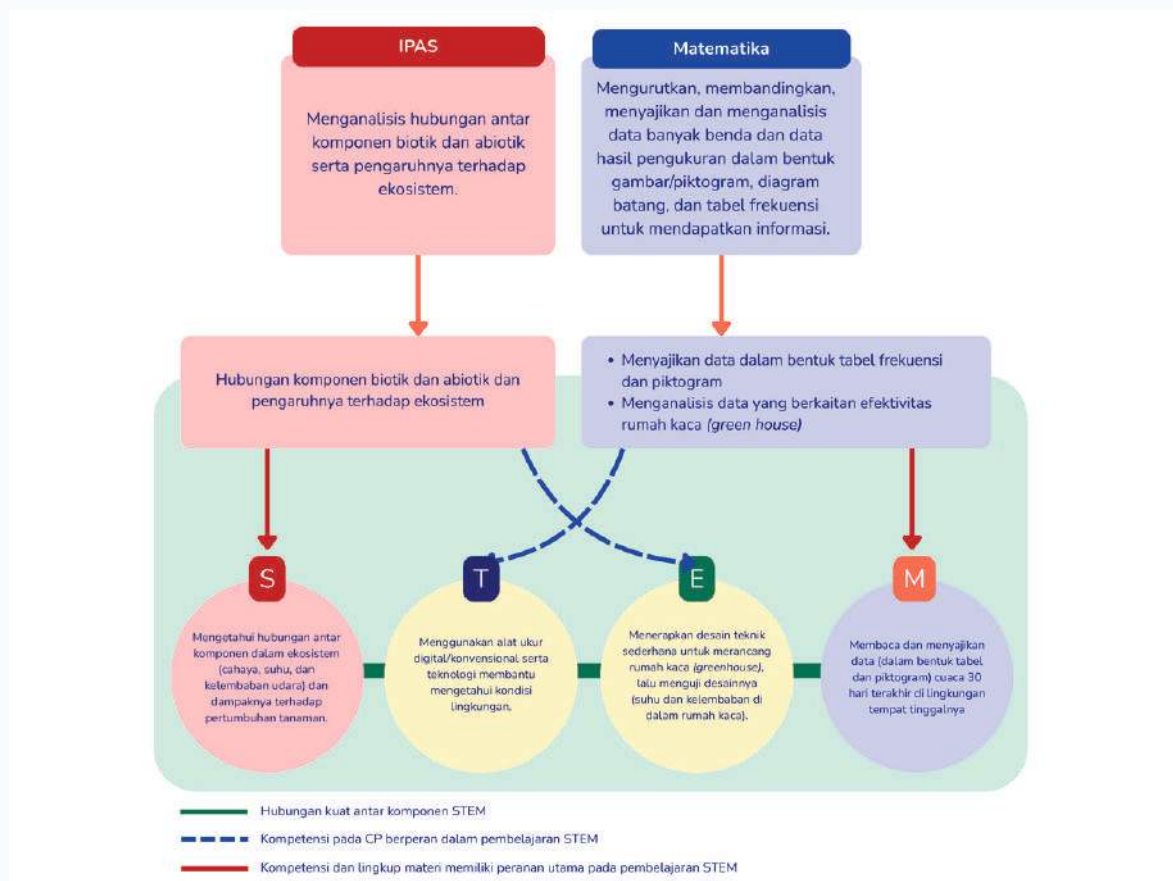 IPAS
Menganalisis hubungan antar
komponen biotik dan abiotik
serta pengaruhnya terhadap
ekosistem.
Matematika
Mengurutkan, membandingkan,
menyajikan dan menganalisis
data banyak benda dan data
hasil pengukuran dalam bentuk
gambar/piktogram, diagram
batang, dan tabel frekuensi
untuk mendapatkan informasi.
Hubungan komponen biotik dan abiotik dan
pengaruhnya terhadap ekosistem
• Menyajikan data dalam bentuk tabel frekuensi
dan piktogram
• Menganalisis data yang berkaitan efektivitas
rumah kaca (green house)
S
Mengetahui hubungan antar
komponen dalam ekosistem
(cahaya, suhu, dan
kelembaban udara) dan
dampaknya terhadap
pertumbuhan tanaman.
T
Menggunakan alat ukur
digital/konvensional serta
teknologi membantu
mengetahui kondisi
lingkungan.
E
Menerapkan desain teknik
sederhana untuk merancang
rumah kaca (greenhouse),
lalu menguji desainnya
(suhu dan kelembaban di
dalam rumah kaca).
M
Membaca dan menyajikan
data (dalam bentuk tabel
dan piktogram) cuaca 30
hari terakhir di lingkungan
tempat tinggalnya
Hubungan kuat antar komponen STEM
Kompetensi pada CP berperan dalam pembelajaran STEM
Kompetensi dan lingkup materi memiliki peranan utama pada pembelajaran STEM